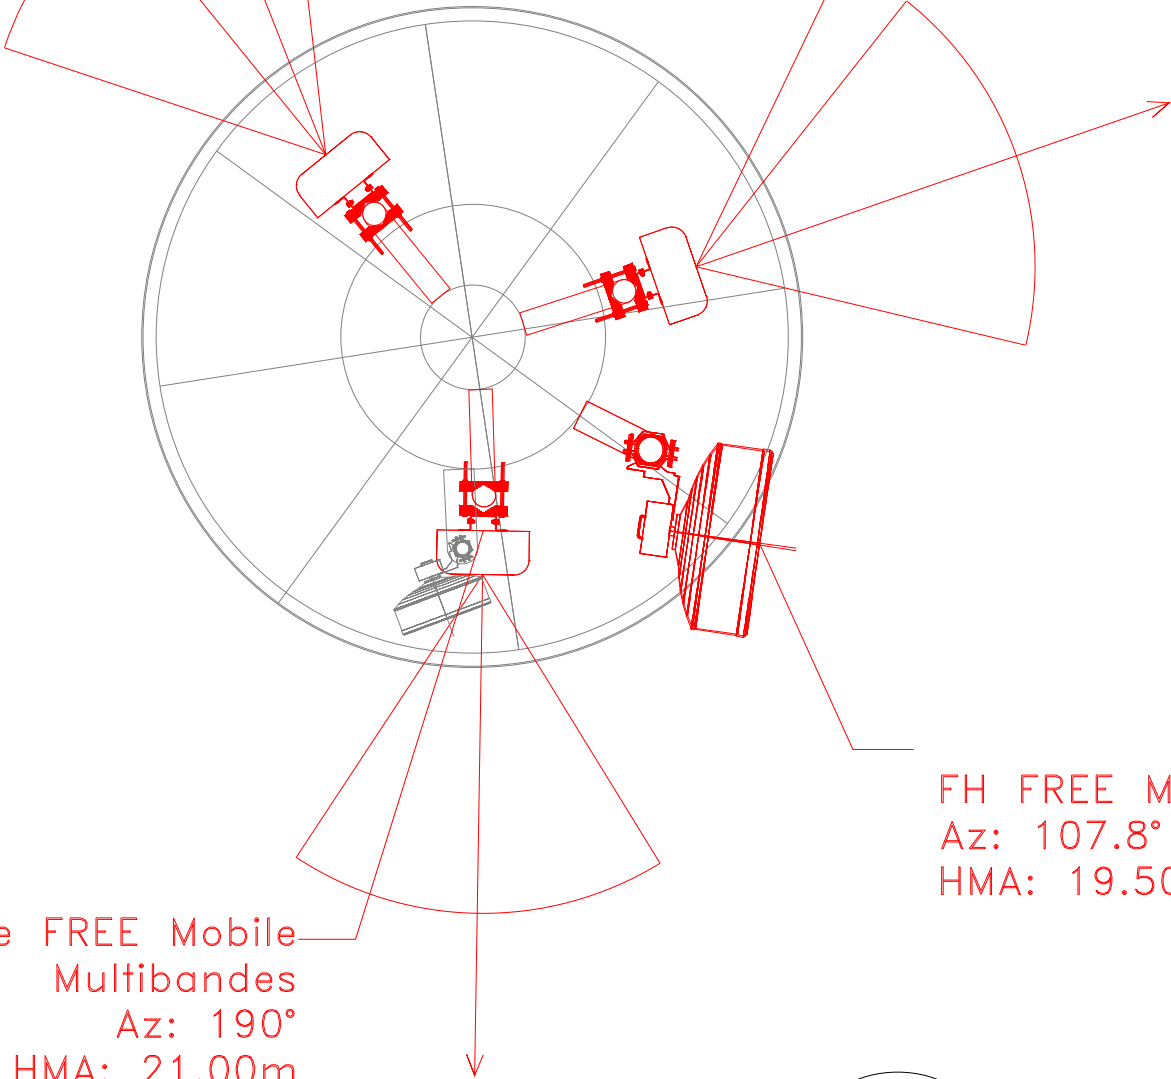 FH FREE M
Az: 107.8°
HMA: 19.50
e FREE Mobile
Multibandes
Az: 190°
HMA: 21.00m